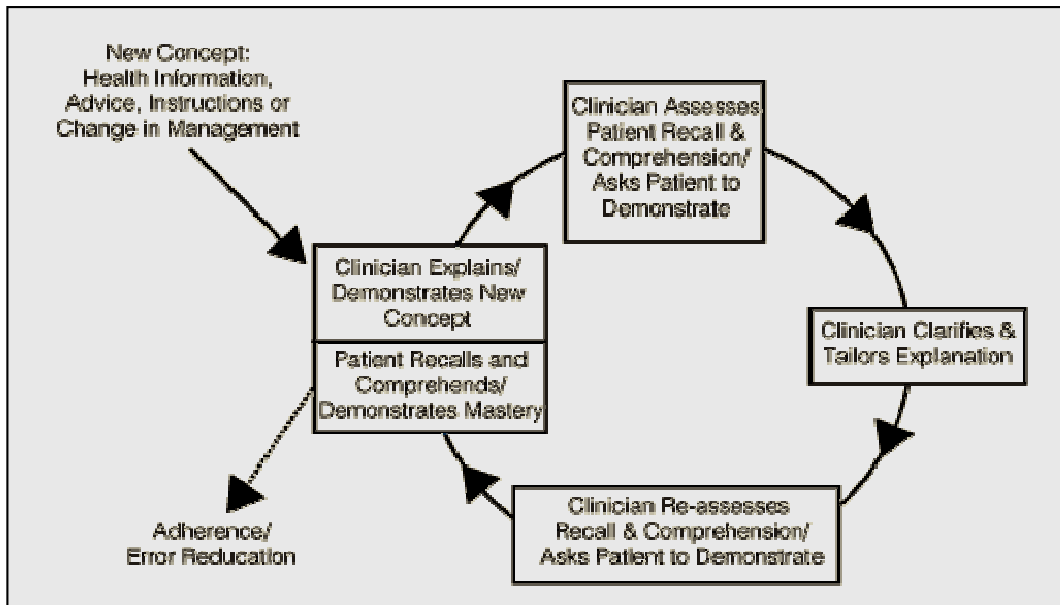 New Concept:
Health Information,
Advice, Instructions or
Change in Management
Clinician Explains/
Demonstrates New
Concept
Patient Recalls and
Comprehends/
Demonstrates Mastery
Adherence/
Error Reducation
Clinician Assesses
Patient Recall &
Comprehension/
Asks Patient to
Demonstrate
Clinician Clarifies &
Tailors Explanation
Clinician Re-assesses
Recall & Comprehension/
Asks Patient to Demonstrate